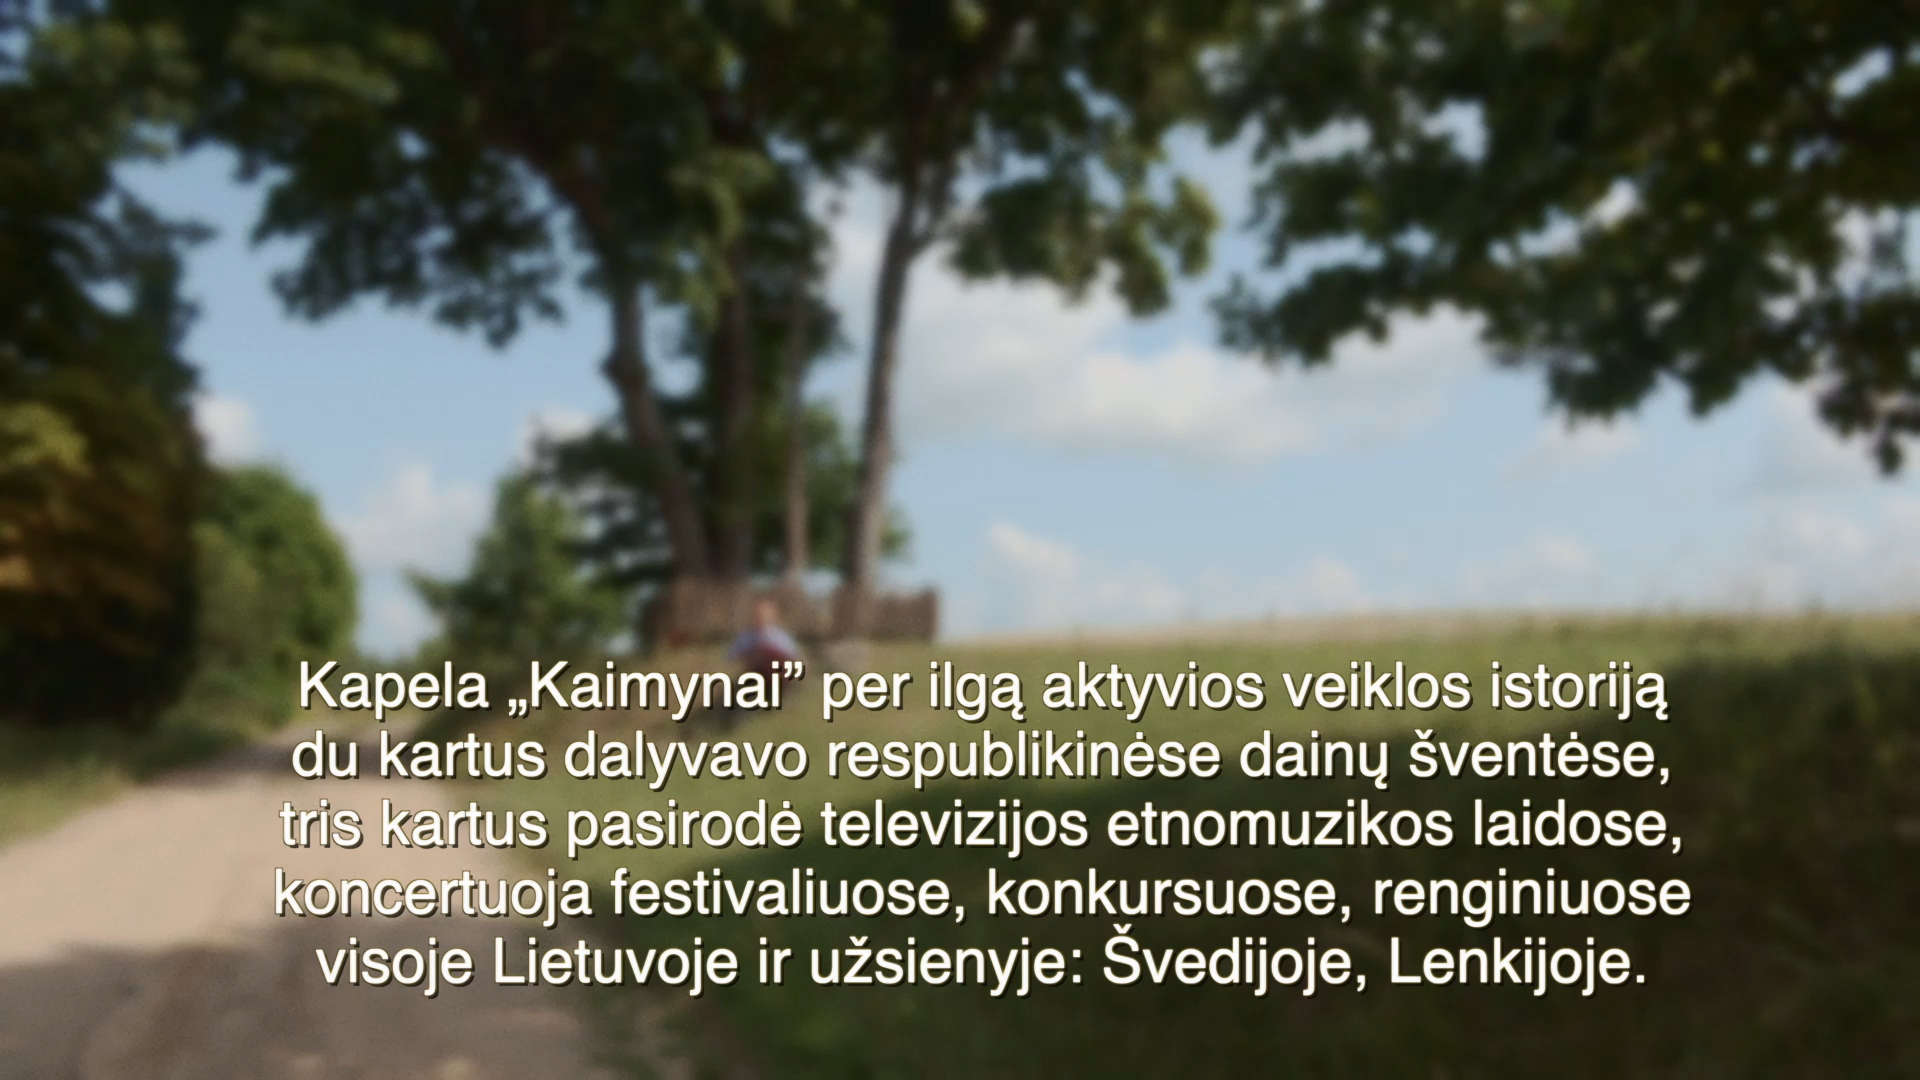 Kapela „Kaimynai” per ilgą aktyvios veiklos istoriją
du kartus dalyvavo respublikinėse dainų šventėse,
tris kartus pasirodė televizijos etnomuzikos laidose,
koncertuoja festivaliuose, konkursuose, renginiuose
visoje Lietuvoje ir užsienyje: Švedijoje, Lenkijoje.